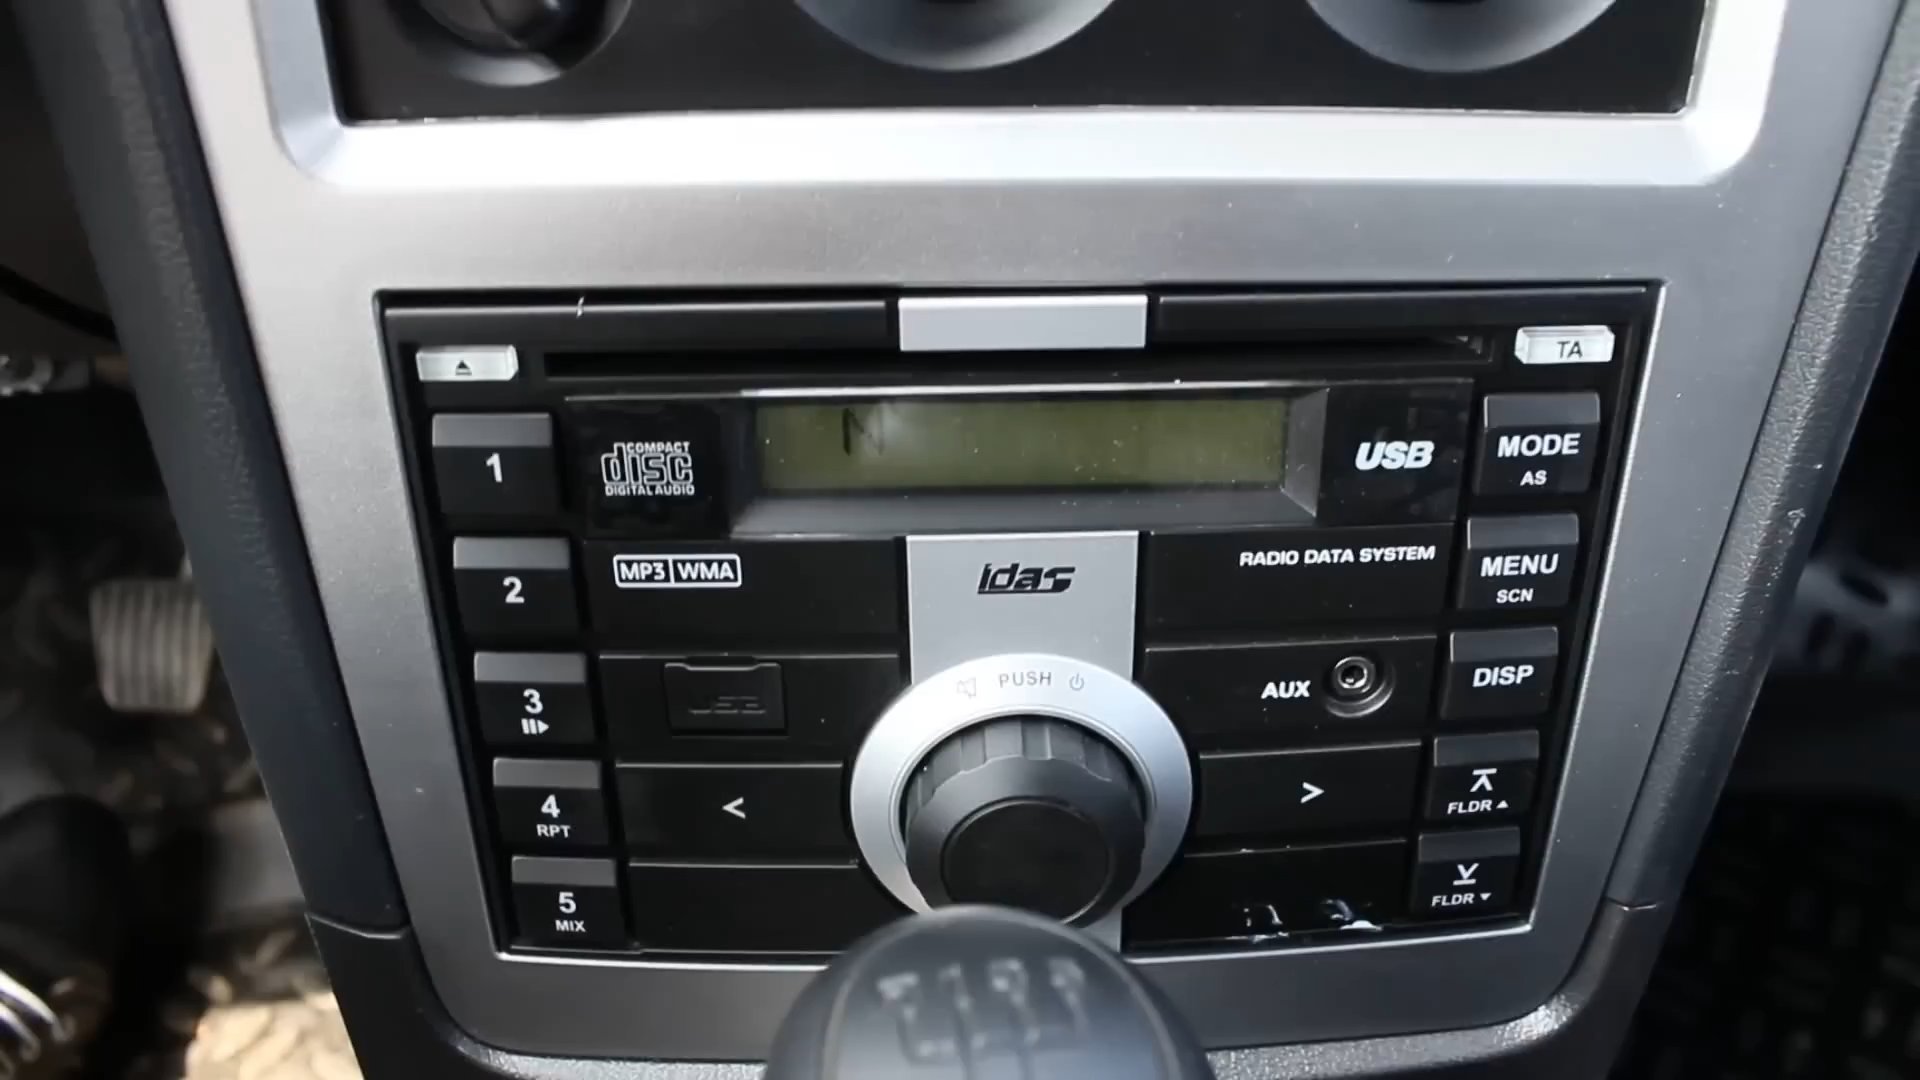 TA
COMPACT
disc
DIGITAL AUDIO
N
USB
MODE
AS
1
MP3 WMA
idas
RADIO DATA SYSTEM
MENU
SCN
2
USB
PUSH
AUX
DISP
3
<
>
FLDR
4
RPT
FLDR
5
MIX